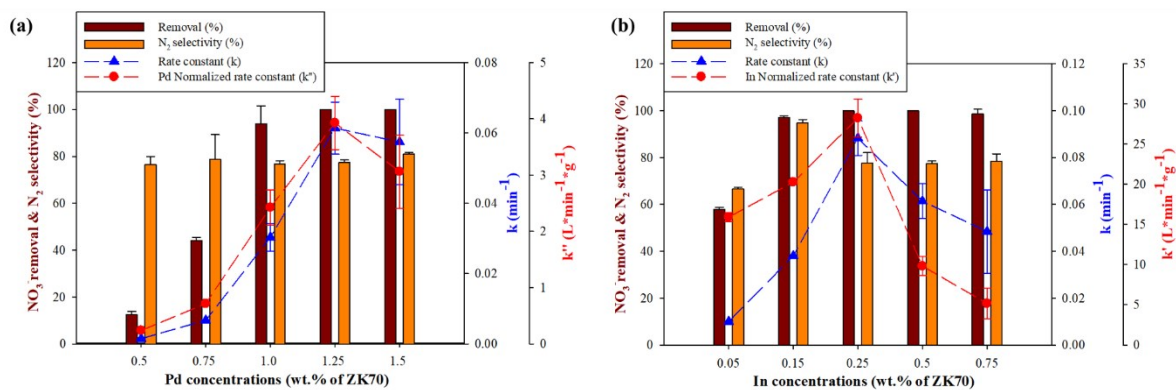 (a)
Removal (%)
N2 selectivity (%)
Rate constant (k)
Pd Normalized rate constant (k")
NO3- removal & N2 selectivity (%)
120
100
80
60
40
20
0
0.5 0.75 1.0 1.25 1.5
Pd concentrations (wt.% of ZK70)
0.08
0.06
0.04
0.02
0.00
k (min-1)
5
4
3
2
1
0
k" (L*min-1*g-1)
(b)
Removal (%)
N2 selectivity (%)
Rate constant (k)
In Normalized rate constant (k')
NO3- removal & N2 selectivity (%)
120
100
80
60
40
20
0
0.05 0.15 0.25 0.5 0.75
In concentrations (wt.% of ZK70)
0.12
0.10
0.08
0.06
0.04
0.02
0.00
k (min-1)
35
30
25
20
15
10
5
0
k' (L*min-1*g-1)